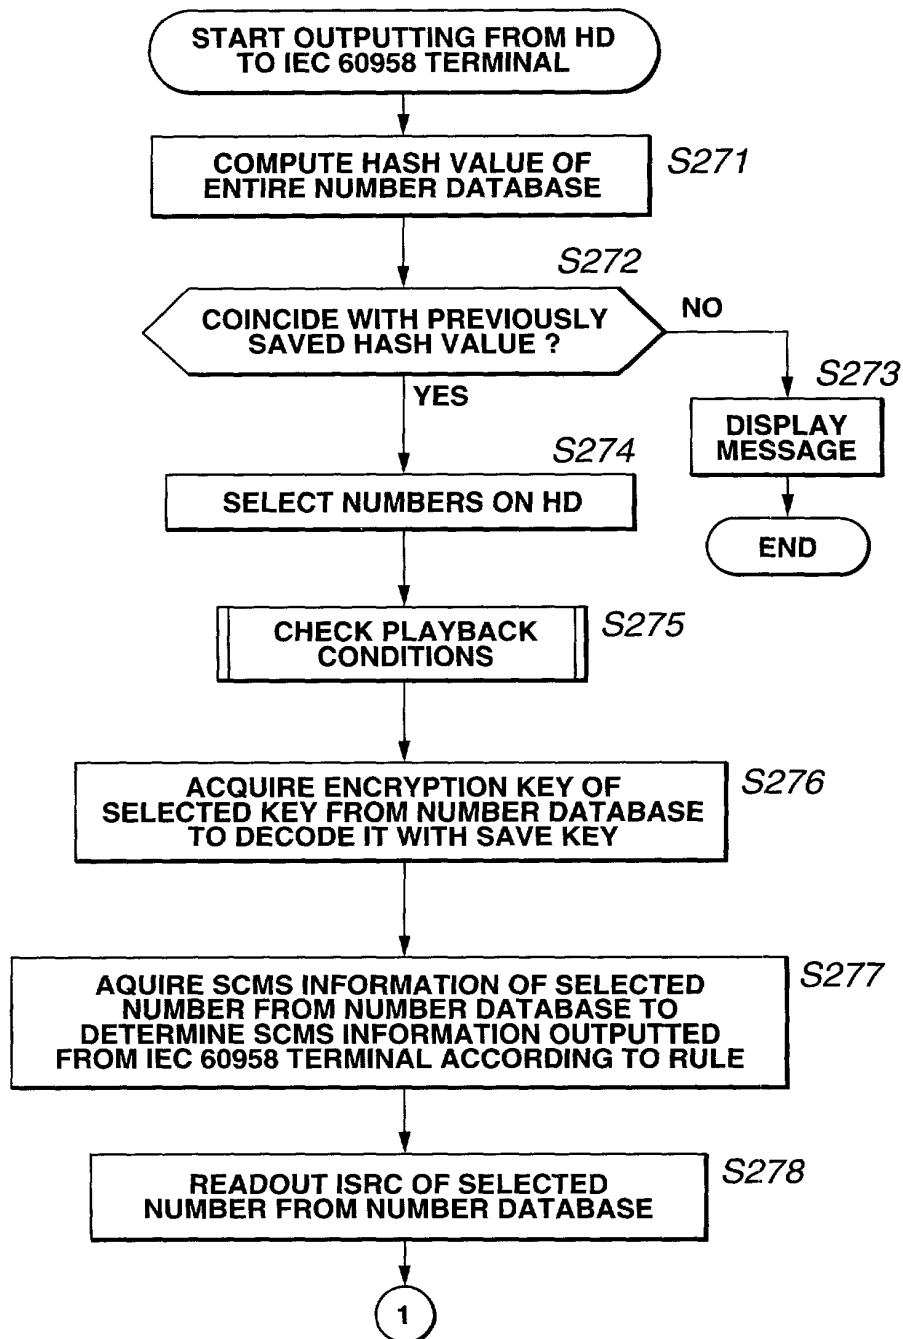 START OUTPUTTING FROM HD
TO IEC 60958 TERMINAL
COMPUTE HASH VALUE OF
ENTIRE NUMBER DATABASE
S271
S272
COINCIDE WITH PREVIOUSLY
SAVED HASH VALUE ?
NO
YES
S273
DISPLAY
MESSAGE
END
S274
SELECT NUMBERS ON HD
CHECK PLAYBACK
CONDITIONS
S275
ACQUIRE ENCRYPTION KEY OF
SELECTED KEY FROM NUMBER DATABASE
TO DECODE IT WITH SAVE KEY
S276
AQUIRE SCMS INFORMATION OF SELECTED
NUMBER FROM NUMBER DATABASE TO
DETERMINE SCMS INFORMATION OUTPUTTED
FROM IEC 60958 TERMINAL ACCORDING TO RULE
S277
READOUT ISRC OF SELECTED
NUMBER FROM NUMBER DATABASE
S278
1